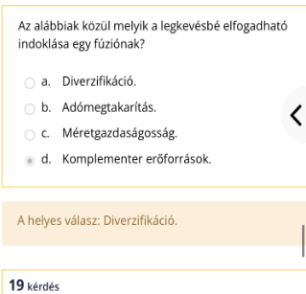 Az alábbiak közül melyik a legkevésbé elfogadható
indoklása egy fúziónak?
a. Diverzifikáció.
b. Adómegtakarítás.
c. Méretgazdaságosság.
d. Komplementer erőforrások.
A helyes válasz: Diverzifikáció.
19 kérdés